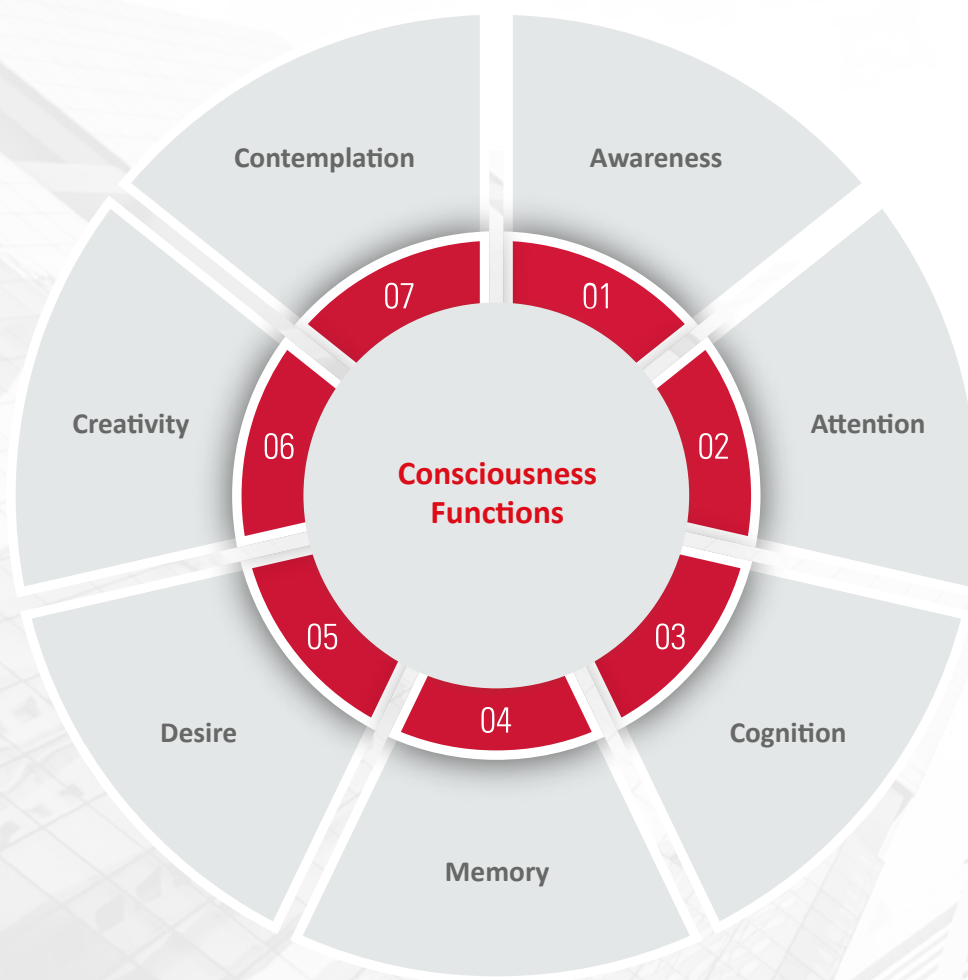 Consciousness
Functions
01
Awareness
02
Attention
03
Cognition
04
Memory
05
Desire
06
Creativity
07
Contemplation